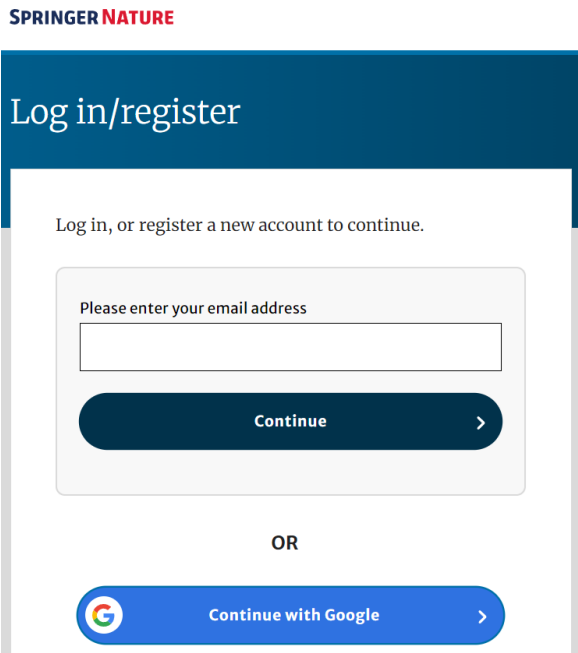 SPRINGER NATURE
Log in/register
Log in, or register a new account to continue.
Please enter your email address
Continue
OR
Continue with Google